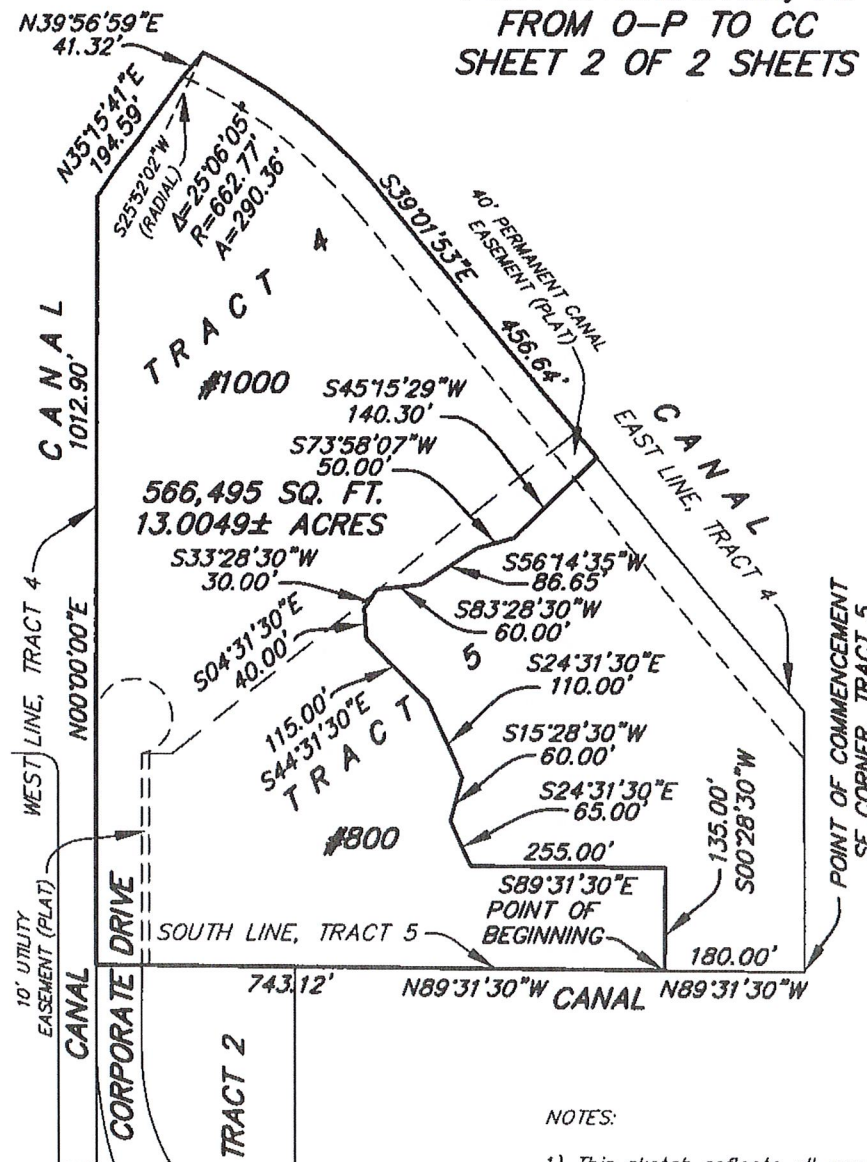 FROM O-P TO CC
SHEET 2 OF 2 SHEETS
N39°56'59"E
41.32'
N35°15'41"E
194.59'
S25°52'02"W
(RADIAL)
Δ=25°06'05"
R=662.77'
A=290.36'
S39°01'53"E
456.64'
40' PERMANENT CANAL
EASEMENT (PLAT)
TRACT 4
#1000
CANAL
1012.90'
S45°15'29"W
140.30'
S73°58'07"W
50.00'
CANAL
EAST LINE, TRACT 4
566,495 SQ. FT.
13.0049± ACRES
S33°28'30"W
30.00'
S56°14'35"W
86.65'
S83°28'30"W
60.00'
WEST LINE, TRACT 4
N00°00'00"E
S04°31'30"E
40.00'
115.00'
S44°31'30"E
TRACT 5
S24°31'30"E
110.00'
S15°28'30"W
60.00'
S24°31'30"E
65.00'
#800
255.00'
S89°31'30"E
135.00'
S00°28'30"W
POINT OF COMMENCEMENT
SE CORNER, TRACT 5
POINT OF
BEGINNING
SOUTH LINE, TRACT 5
10' UTILITY
EASEMENT (PLAT)
180.00'
743.12'
N89°31'30"W
CANAL
N89°31'30"W
CANAL
CORPORATE DRIVE
TRACT 2
NOTES:
1) This sketch reflects all